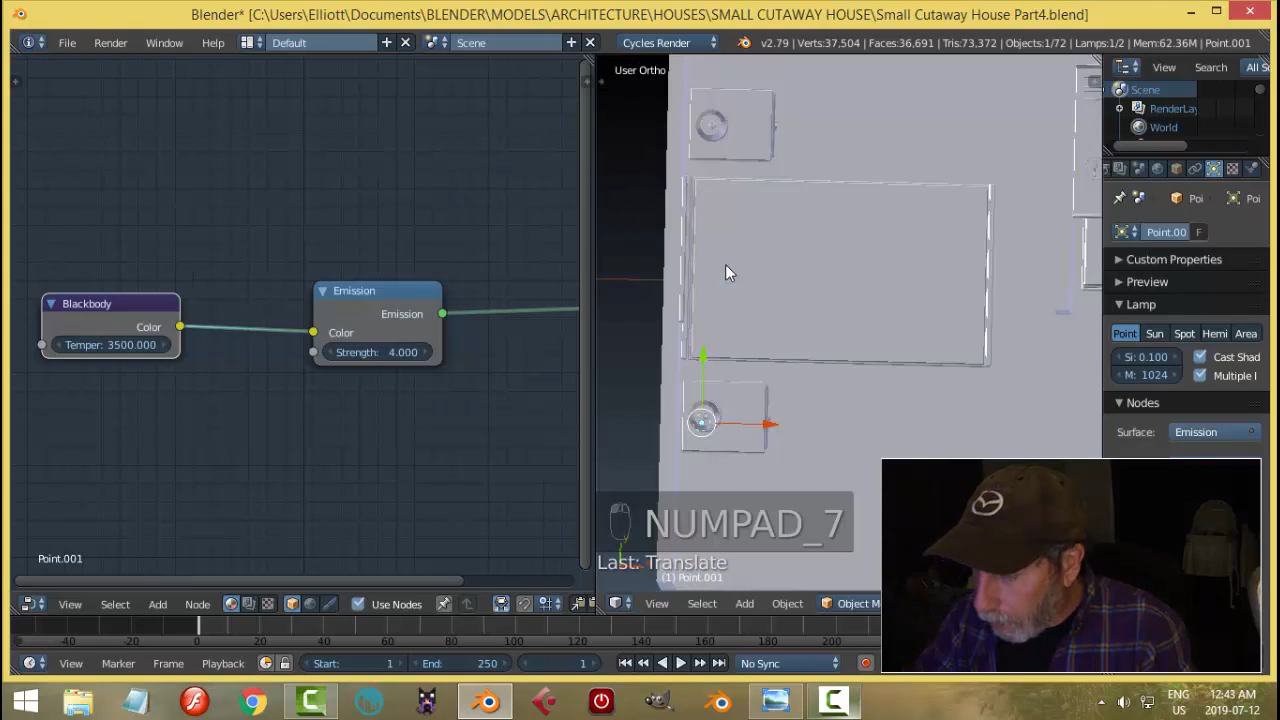 Blender* [C:\Users\Elliott\Documents\BLENDER\MODELS\ARCHITECTURE\HOUSES\SMALL CUTAWAY HOUSE\Small Cutaway House Part4.blend]
File Render Window Help Default Scene Cycles Render v2.79 | Verts:37,504 | Faces:36,691 | Tris:73,372 | Objects:1/72 | Lamps:1/2 | Mem:62.36M | Point.001
User Ortho
View Search All S
Scene
RenderLay
World
Poi Poi
Point.00 F
Custom Properties
Preview
Lamp
Point Sun Spot Hemi Area
Si: 0.100 Cast Shad
M: 1024 Multiple I
Nodes
Surface: Emission
Blackbody
Color
Temper: 3500.000
Emission
Emission
Color
Strength: 4.000
NUMPAD_7
Last: Translate
(1) Point.001
Point.001
View Select Add Node Use Nodes
View Select Add Object Object M
-40 -20 0 20 40 60 80 100 120 140 160 180 200
View Marker Frame Playback Start: 1 End: 250 1 No Sync
ENG 12:43 AM
US 2019-07-12